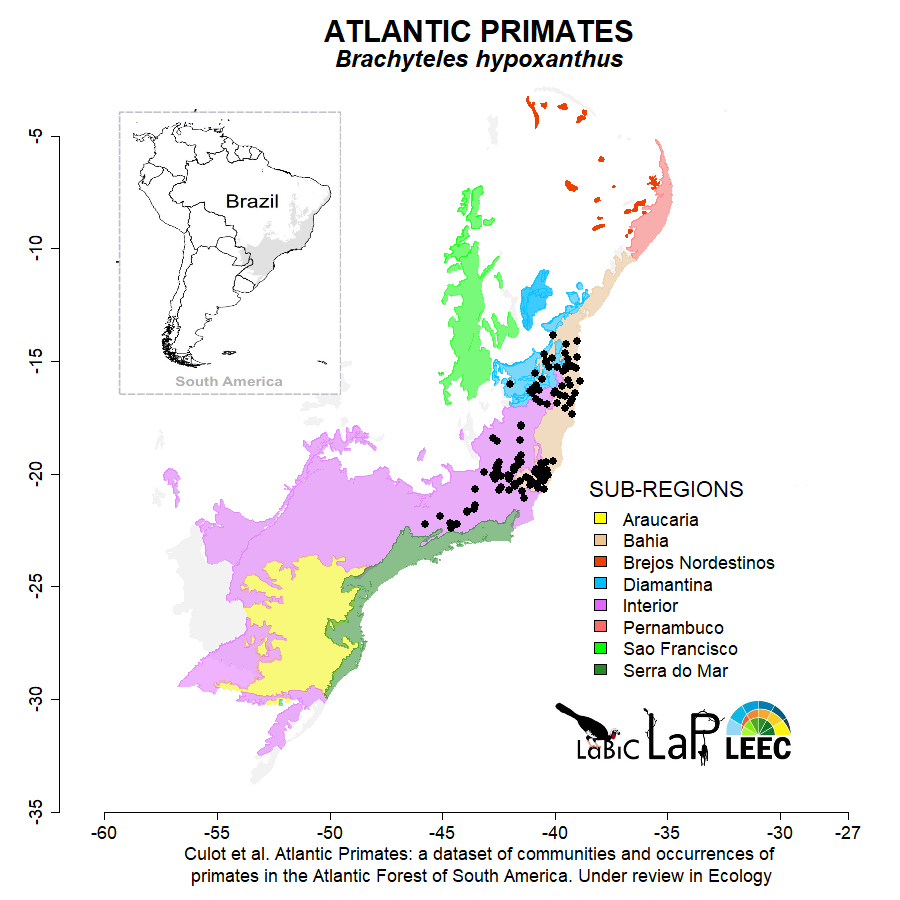 ATLANTIC PRIMATES
Brachyteles hypoxanthus
Brazil
South America
-5
-10
-15
-20
-25
-30
-35
SUB-REGIONS
Araucaria
Bahia
Brejos Nordestinos
Diamantina
Interior
Pernambuco
Sao Francisco
Serra do Mar
LaBiC LaP LEEC
-60 -55 -50 -45 -40 -35 -30 -27
Culot et al. Atlantic Primates: a dataset of communities and occurrences of
primates in the Atlantic Forest of South America. Under review in Ecology